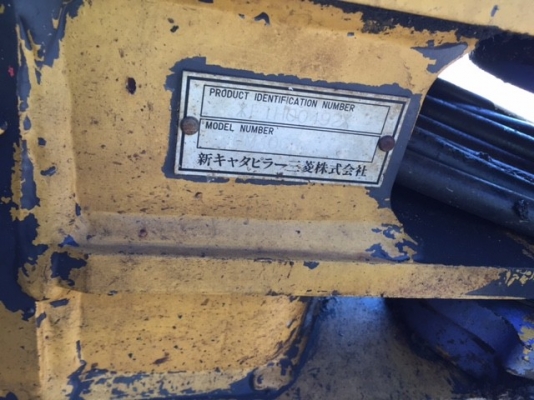 PRODUCT IDENTIFICATION NUMBER
MODEL NUMBER
新キャタピラー三菱株式会社